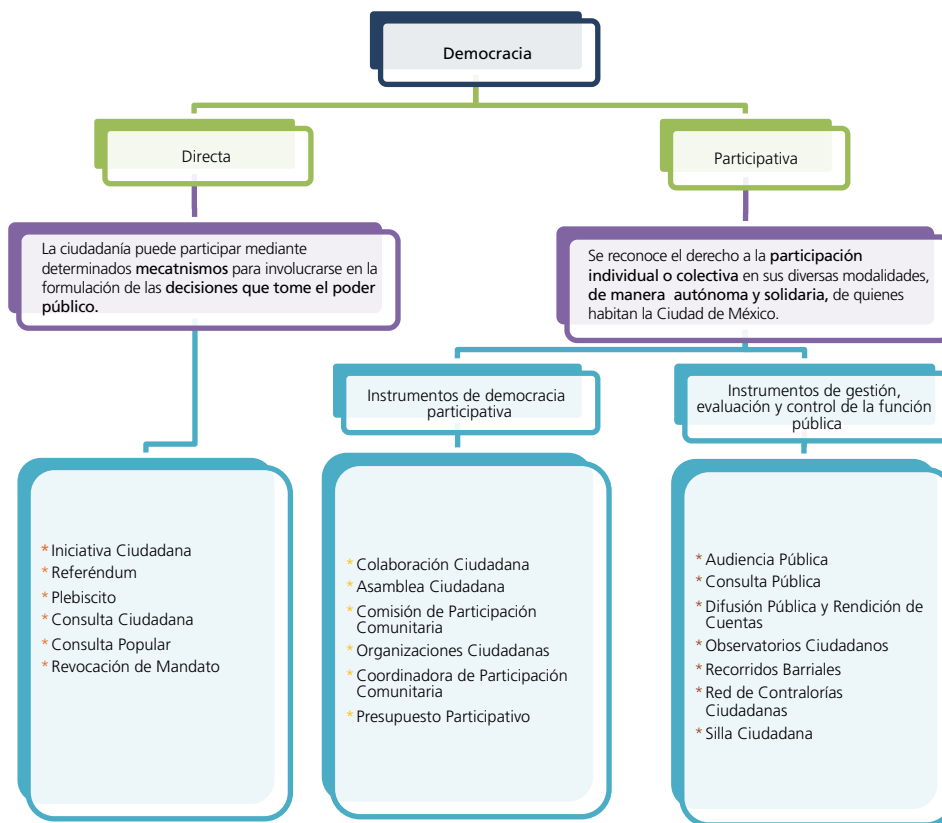 Democracia
Directa
Participativa
La ciudadanía puede participar mediante
determinados mecatnismos para involucrarse en la
formulación de las decisiones que tome el poder
público.
Se reconoce el derecho a la participación
individual o colectiva en sus diversas modalidades,
de manera autónoma y solidaria, de quienes
habitan la Ciudad de México.
Instrumentos de democracia
participativa
Instrumentos de gestión,
evaluación y control de la función
pública
* Iniciativa Ciudadana
* Referéndum
* Plebiscito
* Consulta Ciudadana
* Consulta Popular
* Revocación de Mandato
* Colaboración Ciudadana
* Asamblea Ciudadana
* Comisión de Participación
Comunitaria
* Organizaciones Ciudadanas
* Coordinadora de Participación
Comunitaria
* Presupuesto Participativo
* Audiencia Pública
* Consulta Pública
* Difusión Pública y Rendición de
Cuentas
* Observatorios Ciudadanos
* Recorridos Barriales
* Red de Contralorías
Ciudadanas
* Silla Ciudadana